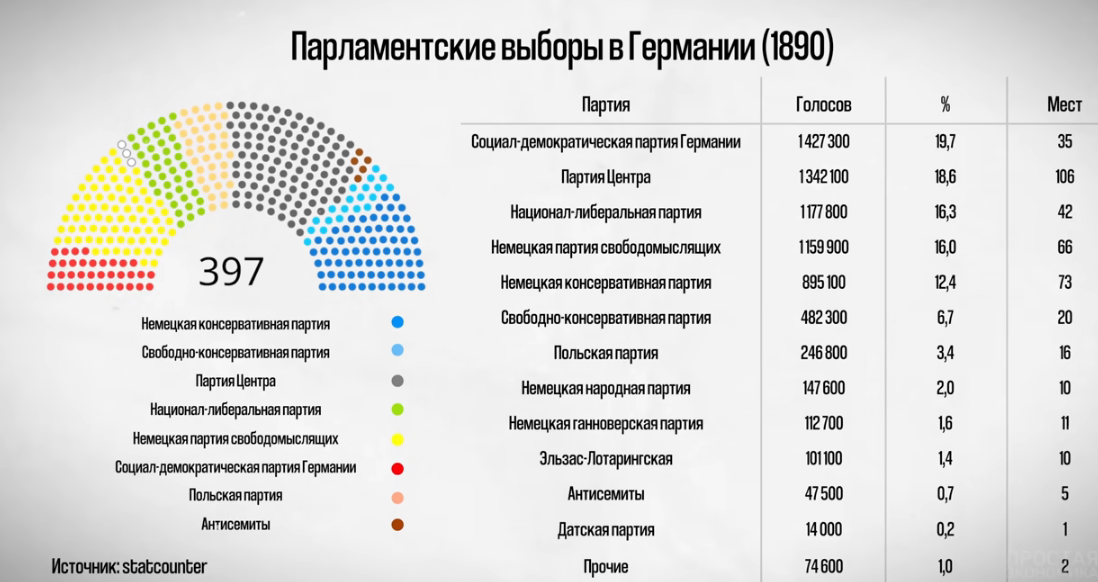 Парламентские выборы в Германии (1890)
Партия Голосов % Мест
Социал-демократическая партия Германии 1 427 300 19,7 35
Партия Центра 1 342 100 18,6 106
Национал-либеральная партия 1 177 800 16,3 42
Немецкая партия свободомыслящих 1 159 900 16,0 66
Немецкая консервативная партия 895 100 12,4 73
Свободно-консервативная партия 482 300 6,7 20
Польская партия 246 800 3,4 16
Немецкая народная партия 147 600 2,0 10
Немецкая ганноверская партия 112 700 1,6 11
Эльзас-Лотарингская 101 100 1,4 10
Антисемиты 47 500 0,7 5
Датская партия 14 000 0,2 1
Прочие 74 600 1,0 2
397
Немецкая консервативная партия
Свободно-консервативная партия
Партия Центра
Национал-либеральная партия
Немецкая партия свободомыслящих
Социал-демократическая партия Германии
Польская партия
Антисемиты
Источник: statcounter
ПРОСТАЯ